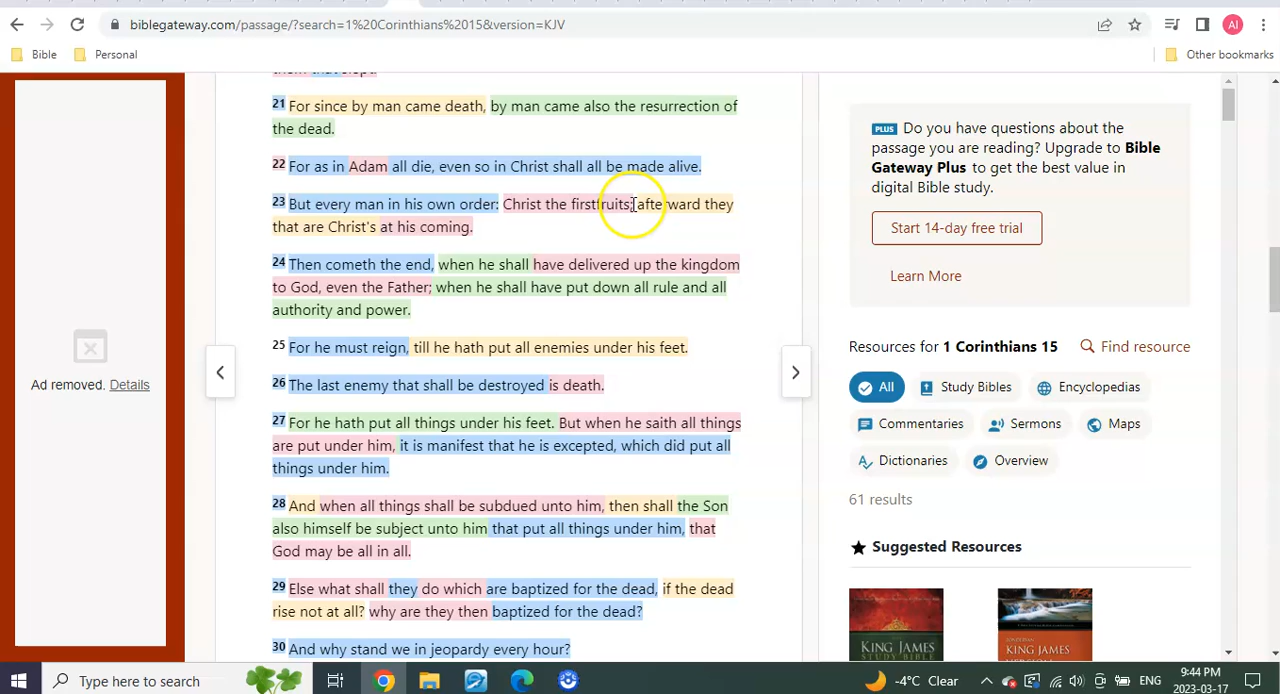 biblegateway.com/passage/?search=1%20Corinthians%2015&version=KJV
AI
Bible
Personal
Other bookmarks
them that slept.
21 For since by man came death, by man came also the resurrection of
the dead.
22 For as in Adam all die, even so in Christ shall all be made alive.
23 But every man in his own order: Christ the firstfruits; afterward they
that are Christ's at his coming.
24 Then cometh the end, when he shall have delivered up the kingdom
to God, even the Father; when he shall have put down all rule and all
authority and power.
25 For he must reign, till he hath put all enemies under his feet.
26 The last enemy that shall be destroyed is death.
27 For he hath put all things under his feet. But when he saith all things
are put under him, it is manifest that he is excepted, which did put all
things under him.
28 And when all things shall be subdued unto him, then shall the Son
also himself be subject unto him that put all things under him, that
God may be all in all.
29 Else what shall they do which are baptized for the dead, if the dead
rise not at all? why are they then baptized for the dead?
30 And why stand we in jeopardy every hour?
Ad removed. Details
PLUS Do you have questions about the
passage you are reading? Upgrade to Bible
Gateway Plus to get the best value in
digital Bible study.
Start 14-day free trial
Learn More
Resources for 1 Corinthians 15
Find resource
All
Study Bibles
Encyclopedias
Commentaries
Sermons
Maps
Dictionaries
Overview
61 results
Suggested Resources
KING JAMES
STUDY BIBLE
KING JAMES
Type here to search
-4°C Clear
ENG
9:44 PM
2023-03-17